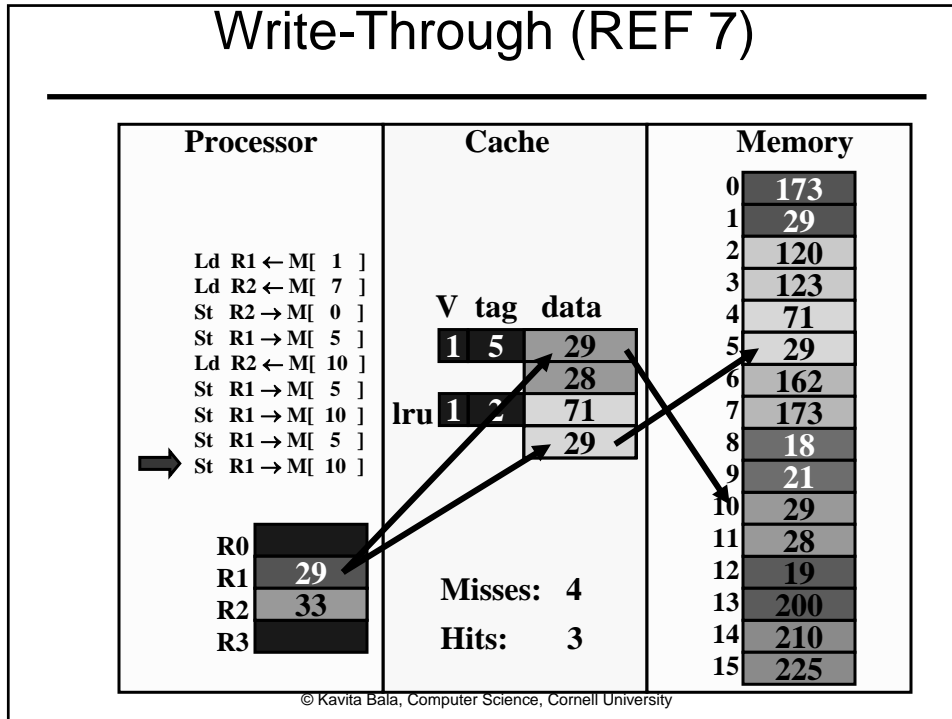 Write-Through (REF 7)
Processor
Ld R1 ← M[ 1 ]
Ld R2 ← M[ 7 ]
St R2 → M[ 0 ]
St R1 → M[ 5 ]
Ld R2 ← M[ 10 ]
St R1 → M[ 5 ]
St R1 → M[ 10 ]
St R1 → M[ 5 ]
St R1 → M[ 10 ]
R0
R1 29
R2 33
R3
Cache
V tag data
1 5 29
28
lru 1 2 71
29
Misses: 4
Hits: 3
Memory
0 173
1 29
2 120
3 123
4 71
5 29
6 162
7 173
8 18
9 21
10 29
11 28
12 19
13 200
14 210
15 225
© Kavita Bala, Computer Science, Cornell University